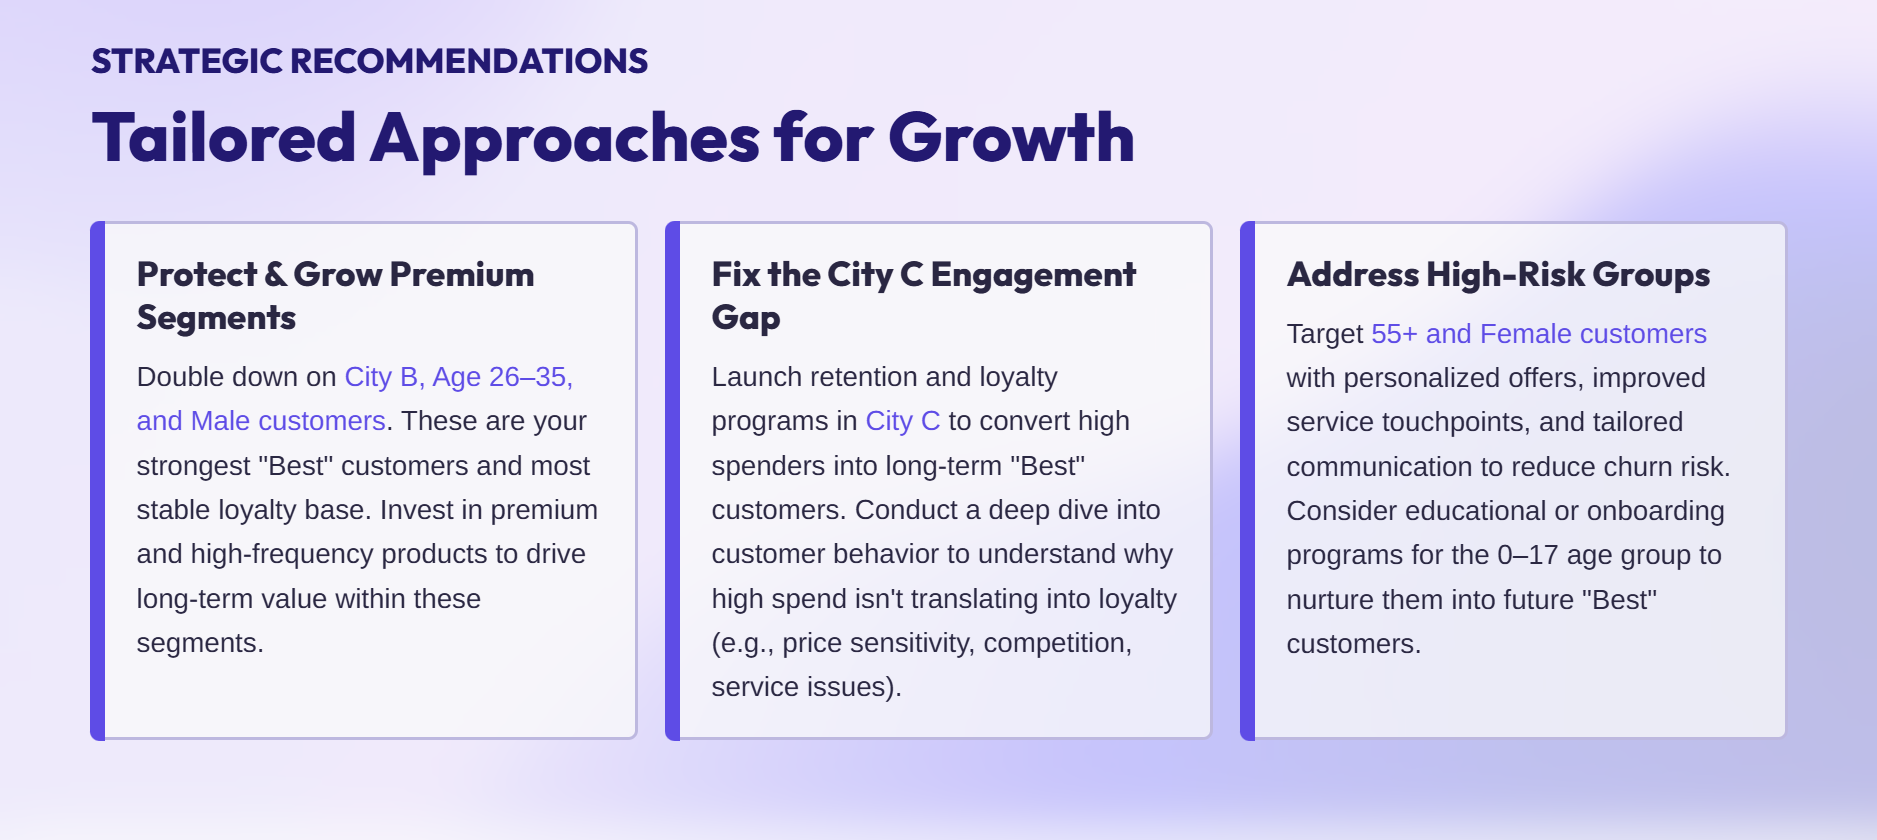 STRATEGIC RECOMMENDATIONS
Tailored Approaches for Growth
Protect & Grow Premium
Segments
Double down on City B, Age 26–35,
and Male customers. These are your
strongest "Best" customers and most
stable loyalty base. Invest in premium
and high-frequency products to drive
long-term value within these
segments.
Fix the City C Engagement
Gap
Launch retention and loyalty
programs in City C to convert high
spenders into long-term "Best"
customers. Conduct a deep dive into
customer behavior to understand why
high spend isn't translating into loyalty
(e.g., price sensitivity, competition,
service issues).
Address High-Risk Groups
Target 55+ and Female customers
with personalized offers, improved
service touchpoints, and tailored
communication to reduce churn risk.
Consider educational or onboarding
programs for the 0–17 age group to
nurture them into future "Best"
customers.